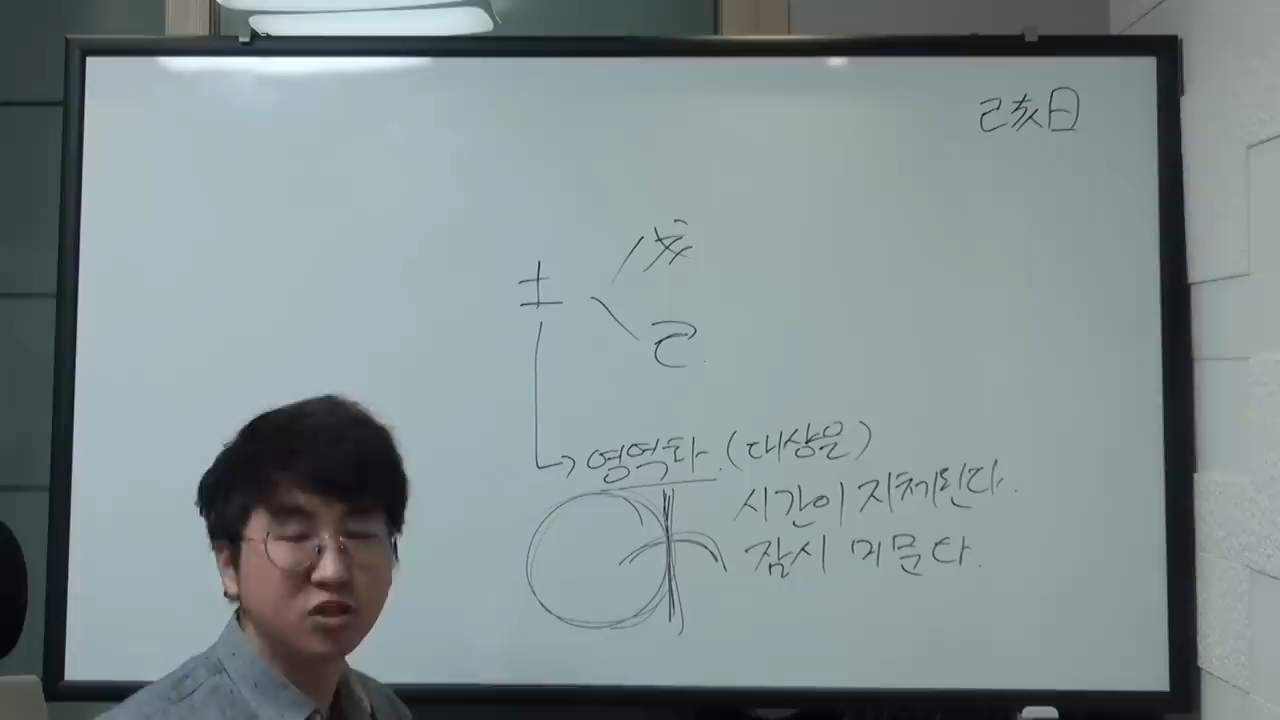 己亥日
土
戊
己
영역화 (대상은)
시간이 지체된다.
잠시 머문다.